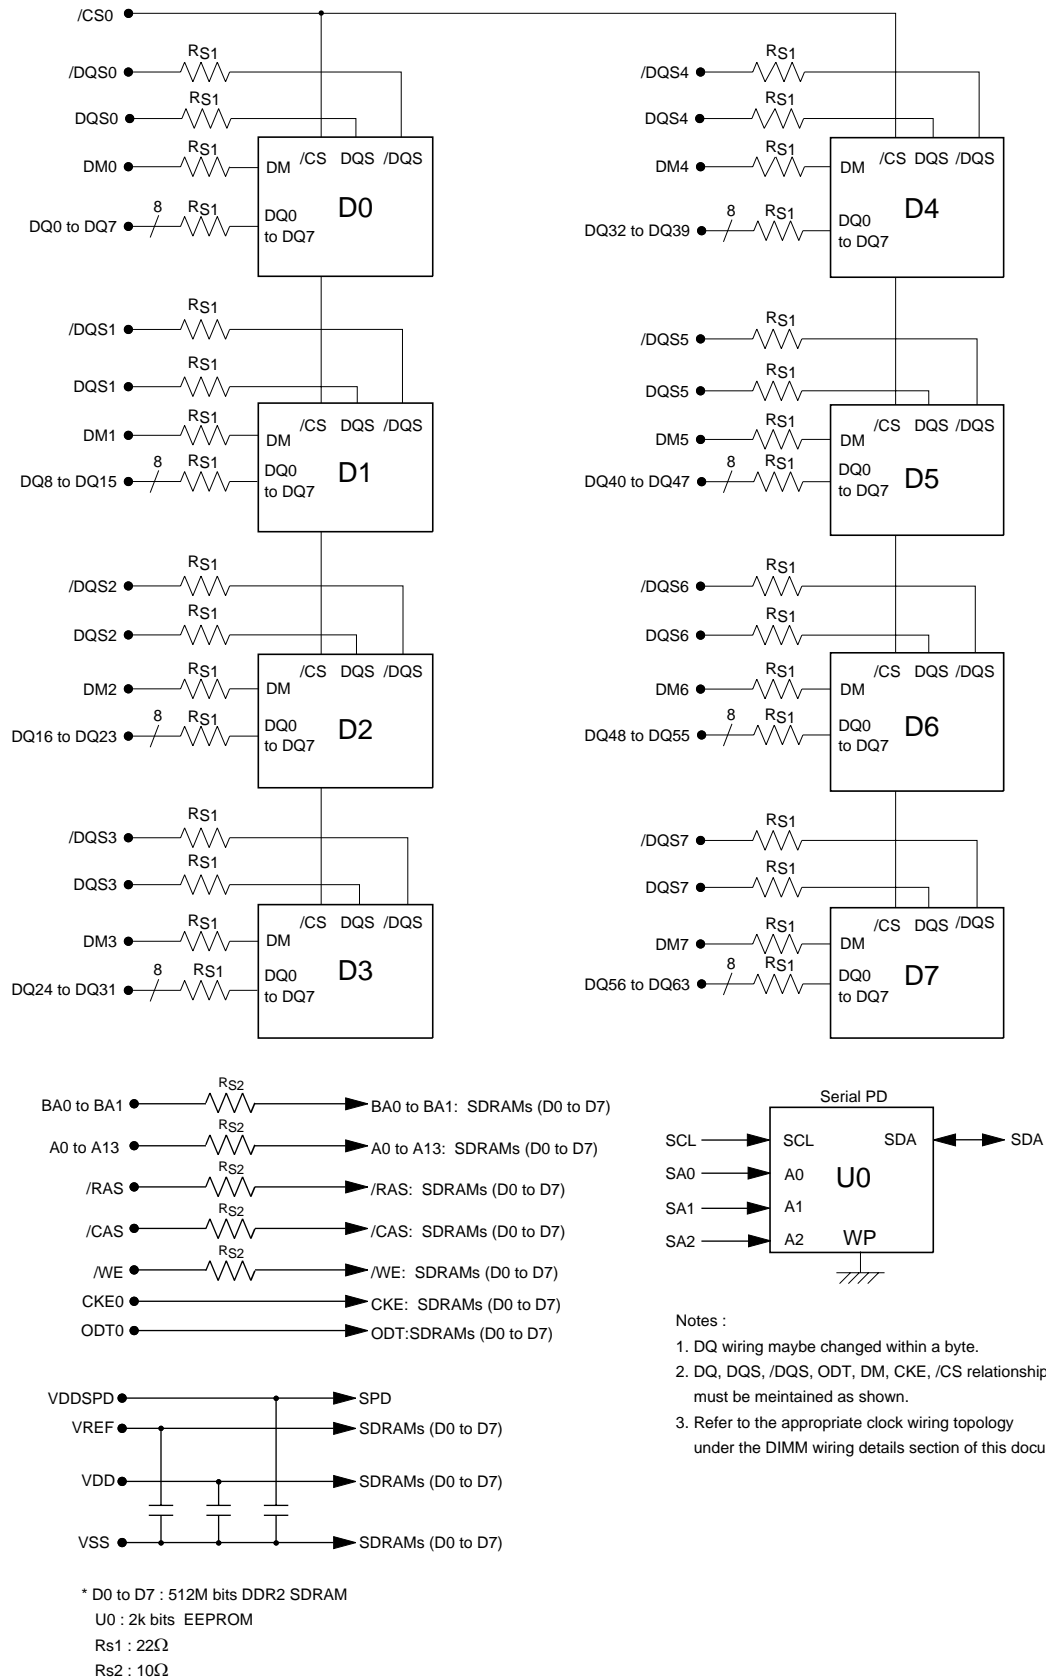 /CS0
RS1
/DQS0
RS1
DQS0
RS1
DM0
8
RS1
DQ0 to DQ7
/CS DQS /DQS
DM
D0
DQ0
to DQ7
RS1
/DQS4
RS1
DQS4
RS1
DM4
8
RS1
DQ32 to DQ39
/CS DQS /DQS
DM
D4
DQ0
to DQ7
RS1
/DQS1
RS1
DQS1
RS1
DM1
8
RS1
DQ8 to DQ15
/CS DQS /DQS
DM
D1
DQ0
to DQ7
RS1
/DQS5
RS1
DQS5
RS1
DM5
8
RS1
DQ40 to DQ47
/CS DQS /DQS
DM
D5
DQ0
to DQ7
RS1
/DQS2
RS1
DQS2
RS1
DM2
8
RS1
DQ16 to DQ23
/CS DQS /DQS
DM
D2
DQ0
to DQ7
RS1
/DQS6
RS1
DQS6
RS1
DM6
8
RS1
DQ48 to DQ55
/CS DQS /DQS
DM
D6
DQ0
to DQ7
RS1
/DQS3
RS1
DQS3
RS1
DM3
8
RS1
DQ24 to DQ31
/CS DQS /DQS
DM
D3
DQ0
to DQ7
RS1
/DQS7
RS1
DQS7
RS1
DM7
8
RS1
DQ56 to DQ63
/CS DQS /DQS
DM
D7
DQ0
to DQ7
RS2
BA0 to BA1 BA0 to BA1: SDRAMs (D0 to D7)
RS2
A0 to A13 A0 to A13: SDRAMs (D0 to D7)
RS2
/RAS /RAS: SDRAMs (D0 to D7)
RS2
/CAS /CAS: SDRAMs (D0 to D7)
RS2
/WE /WE: SDRAMs (D0 to D7)
CKE0 CKE: SDRAMs (D0 to D7)
ODT0 ODT:SDRAMs (D0 to D7)
Serial PD
SCL SCL SDA SDA
SA0 A0
U0
SA1 A1
SA2 A2 WP
VDDSPD SPD
VREF SDRAMs (D0 to D7)
VDD SDRAMs (D0 to D7)
VSS SDRAMs (D0 to D7)
Notes :
1. DQ wiring maybe changed within a byte.
2. DQ, DQS, /DQS, ODT, DM, CKE, /CS relationship
must be meintained as shown.
3. Refer to the appropriate clock wiring topology
under the DIMM wiring details section of this docu
* D0 to D7 : 512M bits DDR2 SDRAM
U0 : 2k bits EEPROM
Rs1 : 22Ω
Rs2 : 10Ω